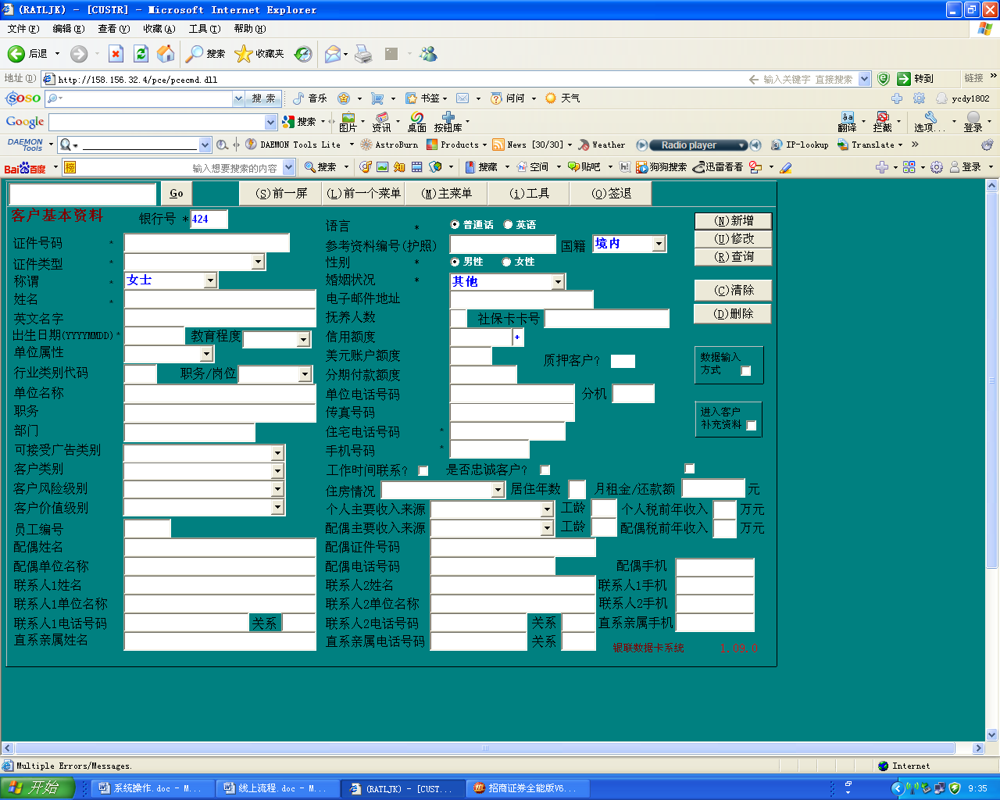 (RATLJK) - [CUSTR] - Microsoft Internet Explorer
文件(F) 编辑(E) 查看(V) 收藏(A) 工具(T) 帮助(H)
后退 搜索 收藏夹
地址(D) http://158.156.32.4/pce/pcecmd.dll 输入关键字 直接搜索 转到 链接 »
SOSO 搜 索 音乐 书签 问问 天气 ycdy1802
Google 搜索 图片 资讯 桌面 按钮库 翻译 拦截 选项... 登录
DAEMON Tools DAEMON Tools Lite AstroBurn Products News [30/30] Weather Radio player IP-lookup Translate »
Bai百度 榜 输入想要搜索的内容 搜索 搜藏 空间 贴吧 狗狗搜索 迅雷看看 登录
Go (S)前一屏 (L)前一个菜单 (M)主菜单 (i)工具 (O)签退
客户基本资料 银行号 * 424 语言 * 普通话 英语 (N)新增
证件号码 * 参考资料编号(护照) 国籍 境内 (U)修改
证件类型 * 性别 * 男性 女性 (R)查询
称谓 * 女士 婚姻状况 * 其他
姓名 * 电子邮件地址 (C)清除
英文名字 抚养人数 社保卡卡号 (D)删除
出生日期(YYYYMMDD)* 教育程度 信用额度 +
单位属性 美元账户额度 质押客户? 数据输入
方式
行业类别代码 职务/岗位 分期付款额度
单位名称 单位电话号码 分机
职务 传真号码 进入客户
补充资料
部门 住宅电话号码 *
可接受广告类别 手机号码 *
客户类别 工作时间联系? 是否忠诚客户?
客户风险级别 住房情况 居住年数 月租金/还款额 元
客户价值级别 个人主要收入来源 工龄 个人税前年收入 万元
员工编号 配偶主要收入来源 工龄 配偶税前年收入 万元
配偶姓名 配偶证件号码
配偶单位名称 配偶电话号码 配偶手机
联系人1姓名 联系人2姓名 联系人1手机
联系人1单位名称 联系人2单位名称 联系人2手机
联系人1电话号码 关系 联系人2电话号码 关系 直系亲属手机
直系亲属姓名 直系亲属电话号码 关系
银联数据卡系统 1.09.0
Multiple Errors/Messages. Internet
开始 系统操作.doc - M... 线上流程.doc - M... (RATLJK) - [CUST... 招商证券全能版V6... 9:35